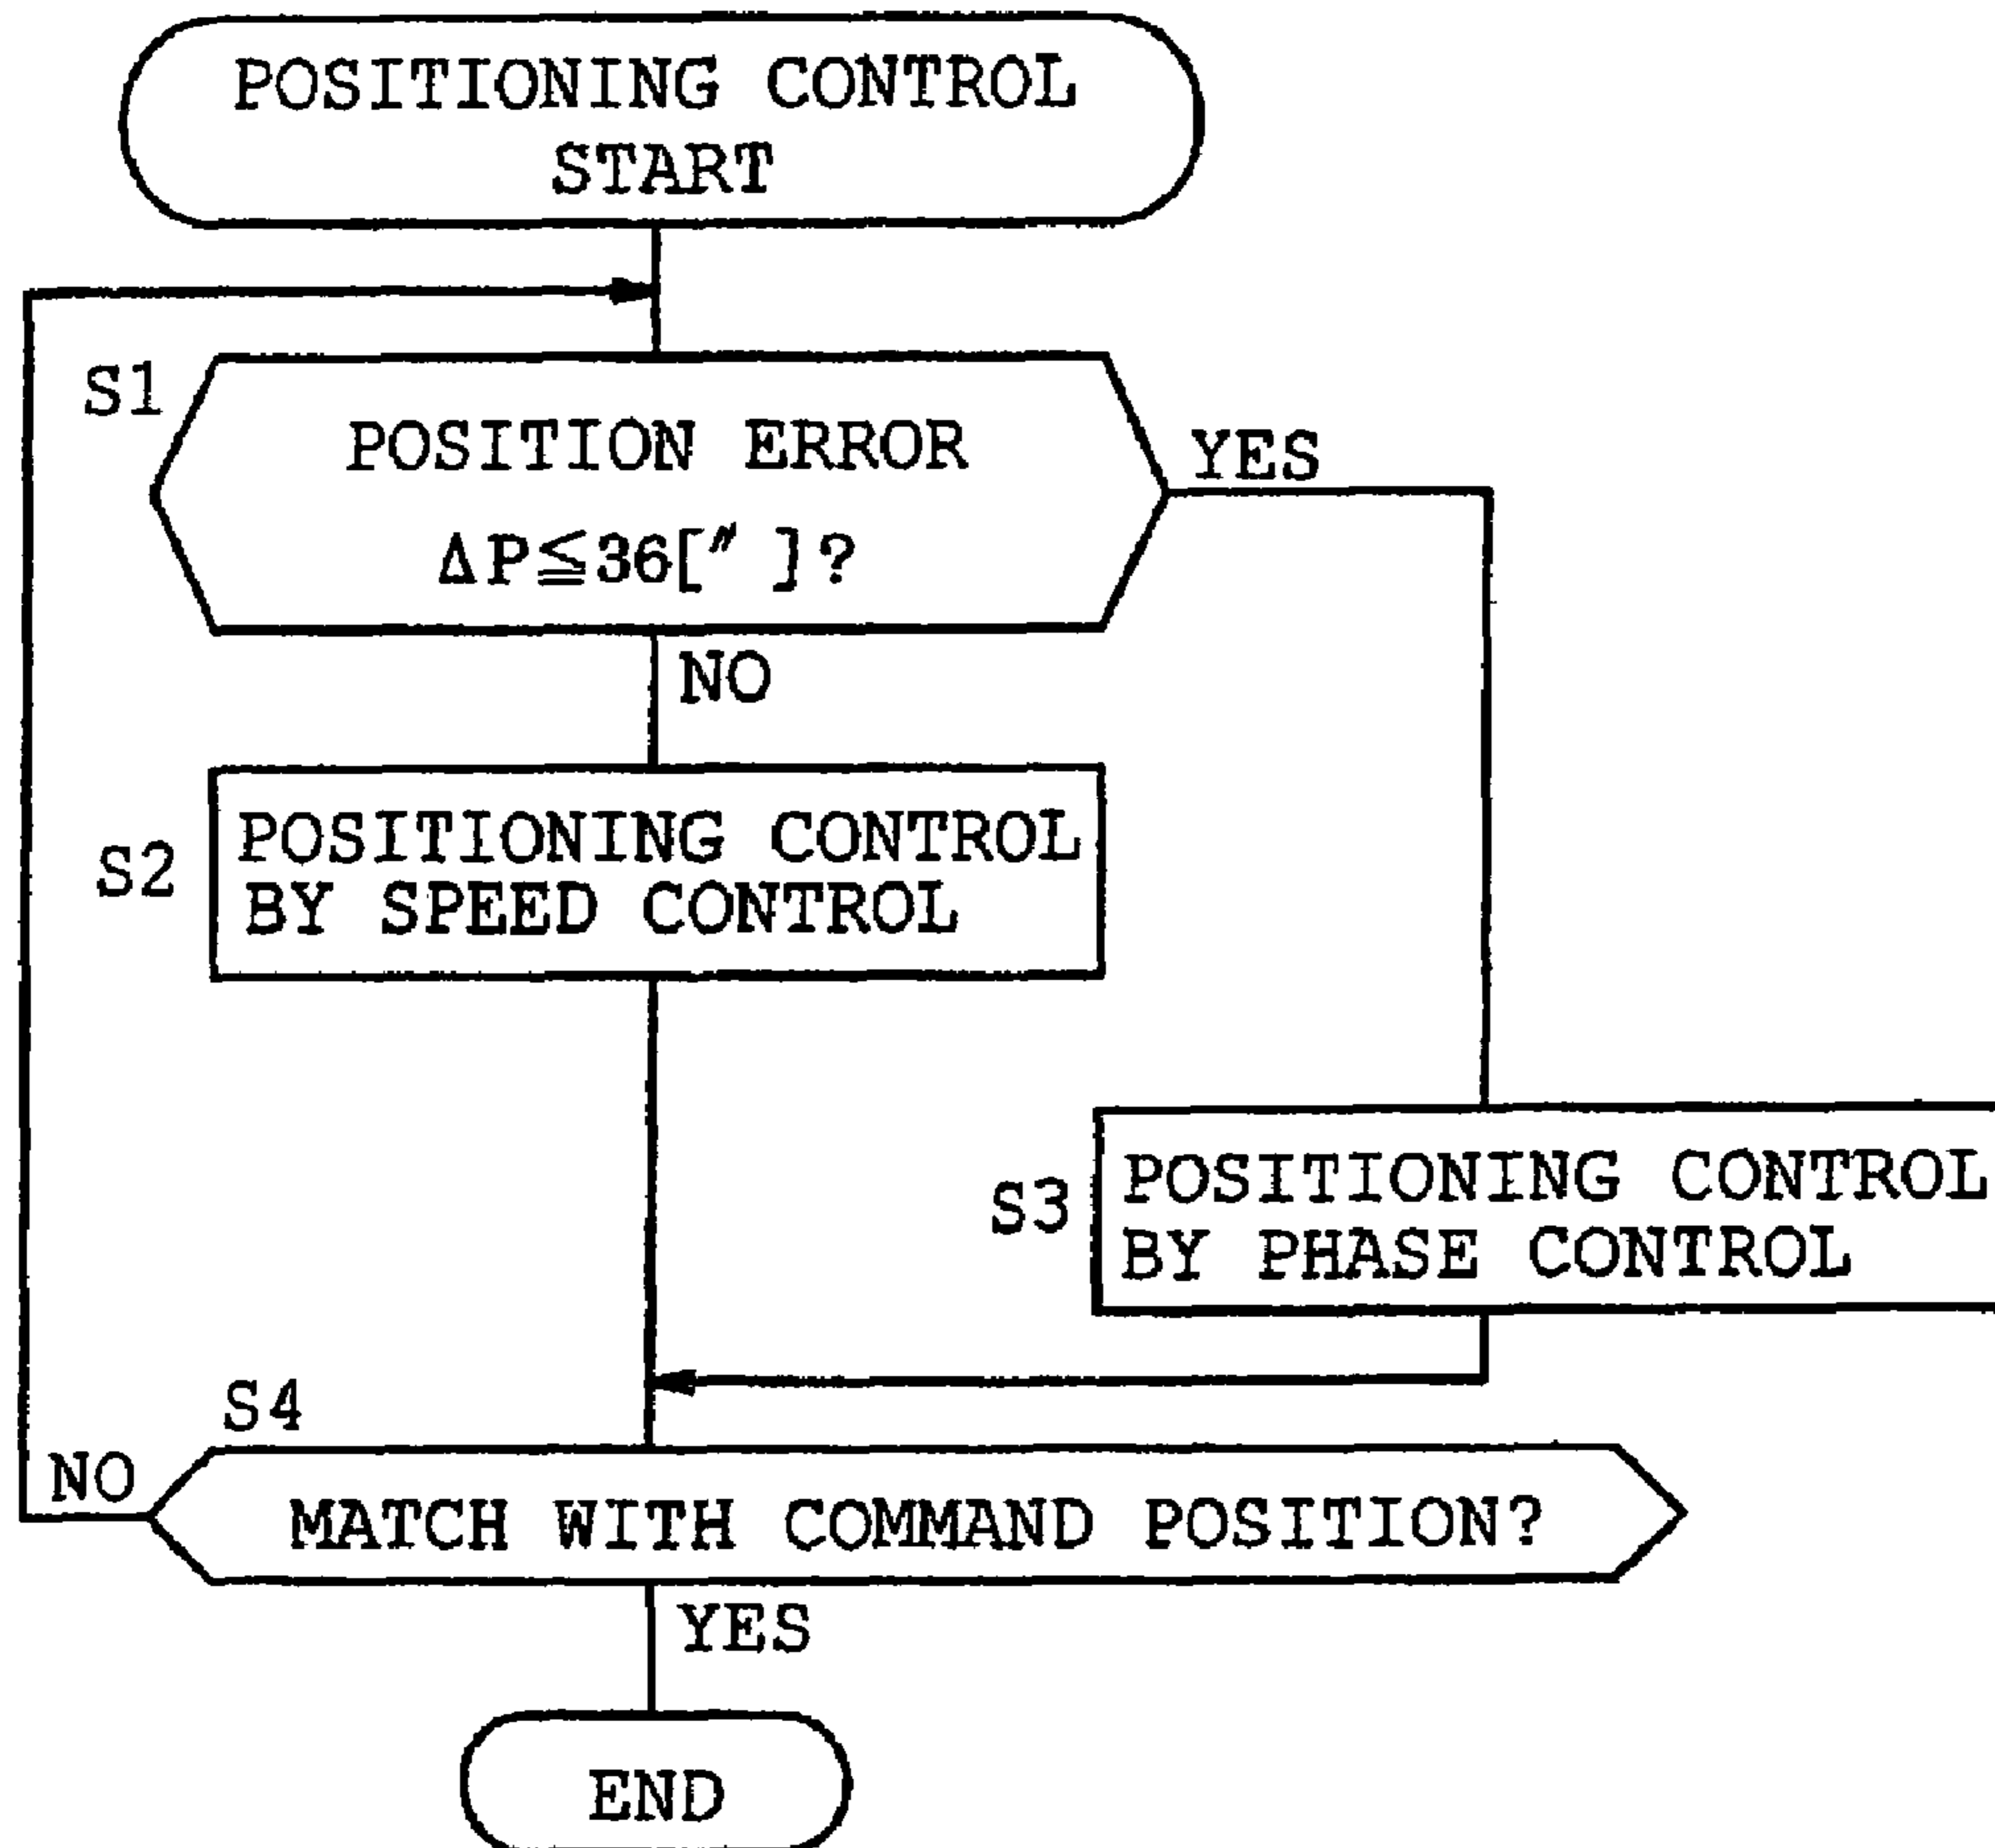 POSITIONING CONTROL
START
S1
POSITION ERROR
ΔP≦36[″ ]?
YES
NO
S2
POSITIONING CONTROL
BY SPEED CONTROL
S3
POSITIONING CONTROL
BY PHASE CONTROL
S4
NO
MATCH WITH COMMAND POSITION?
YES
END